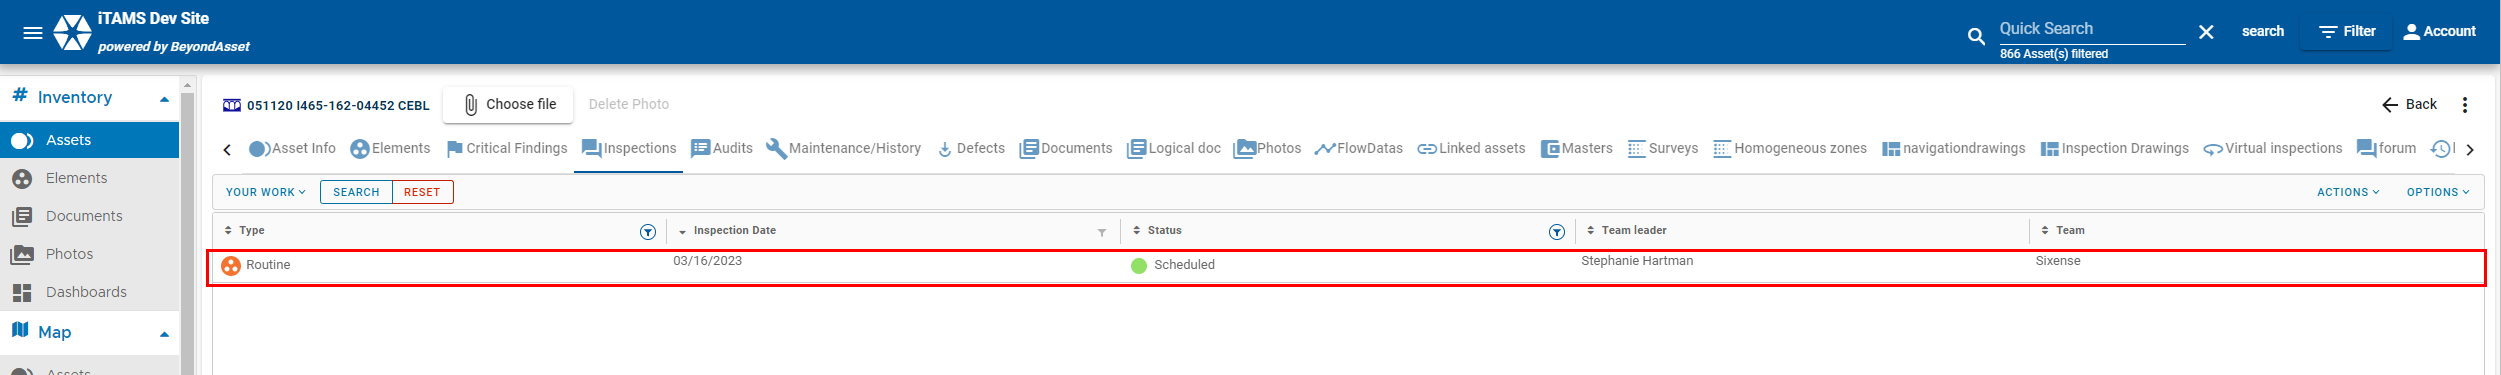 iTAMS Dev Site
powered by BeyondAsset
Quick Search
866 Asset(s) filtered
search
Filter
Account
# Inventory
Assets
Elements
Documents
Photos
Dashboards
Map
Assets
051120 I465-162-04452 CEBL
Choose file
Delete Photo
Back
Asset Info Elements Critical Findings Inspections Audits Maintenance/History Defects Documents Logical doc Photos FlowDatas Linked assets Masters Surveys Homogeneous zones navigationdrawings Inspection Drawings Virtual inspections forum
YOUR WORK SEARCH RESET ACTIONS OPTIONS
Type Inspection Date Status Team leader Team
Routine 03/16/2023 Scheduled Stephanie Hartman Sixense